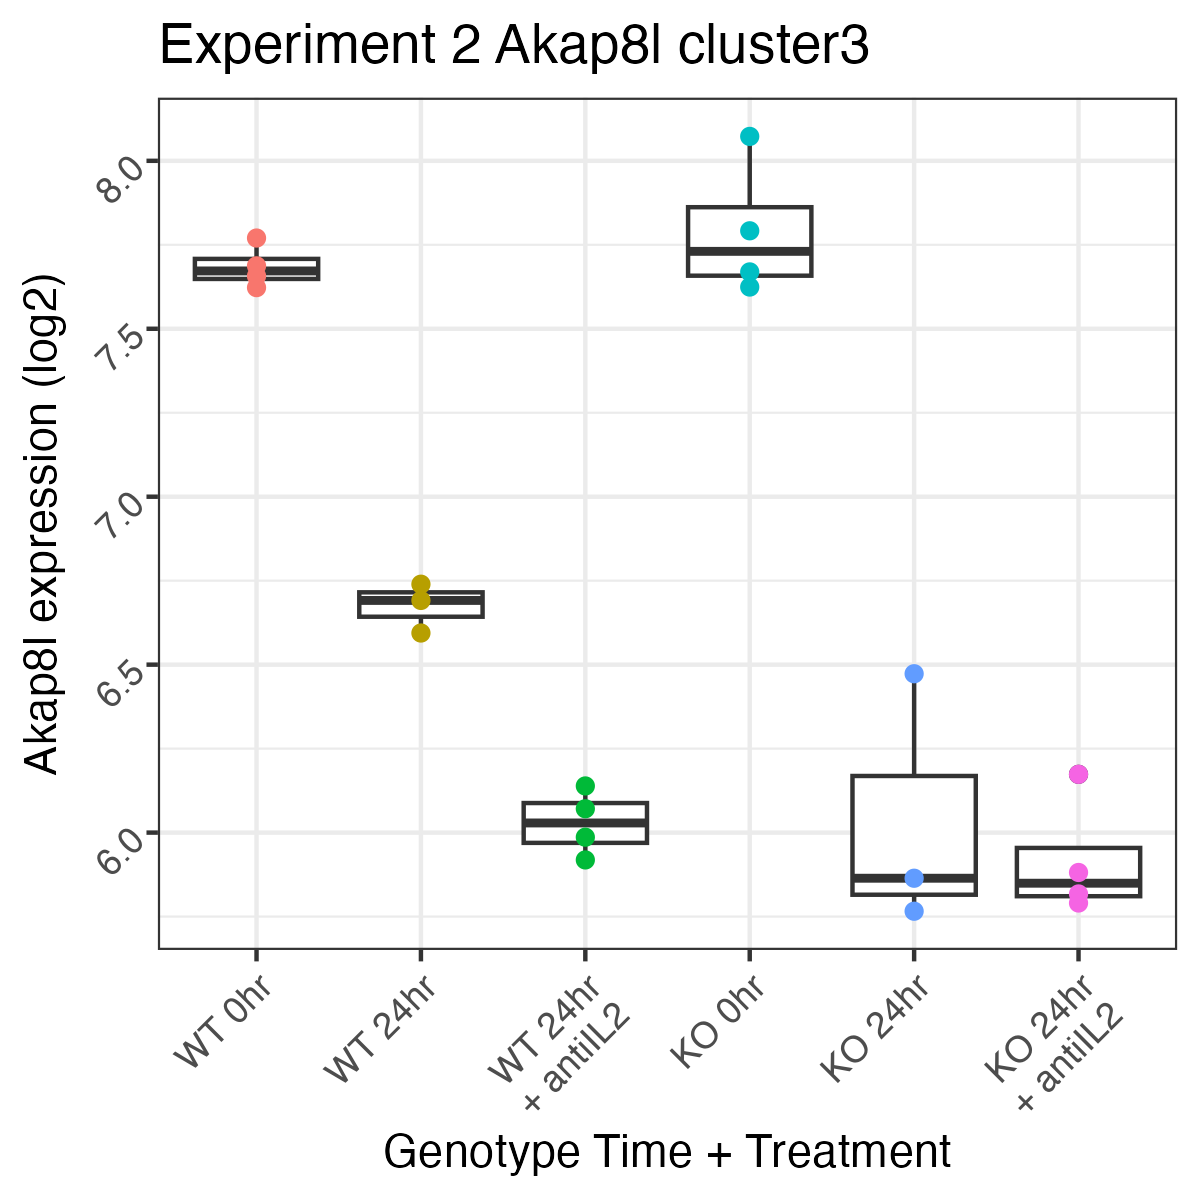 Experiment 2 Akap8l cluster3
Akap8l expression (log2)
8.0
7.5
7.0
6.5
6.0
WT 0hr
WT 24hr
WT 24hr
+ antiIL2
KO 0hr
KO 24hr
KO 24hr
+ antiIL2
Genotype Time + Treatment